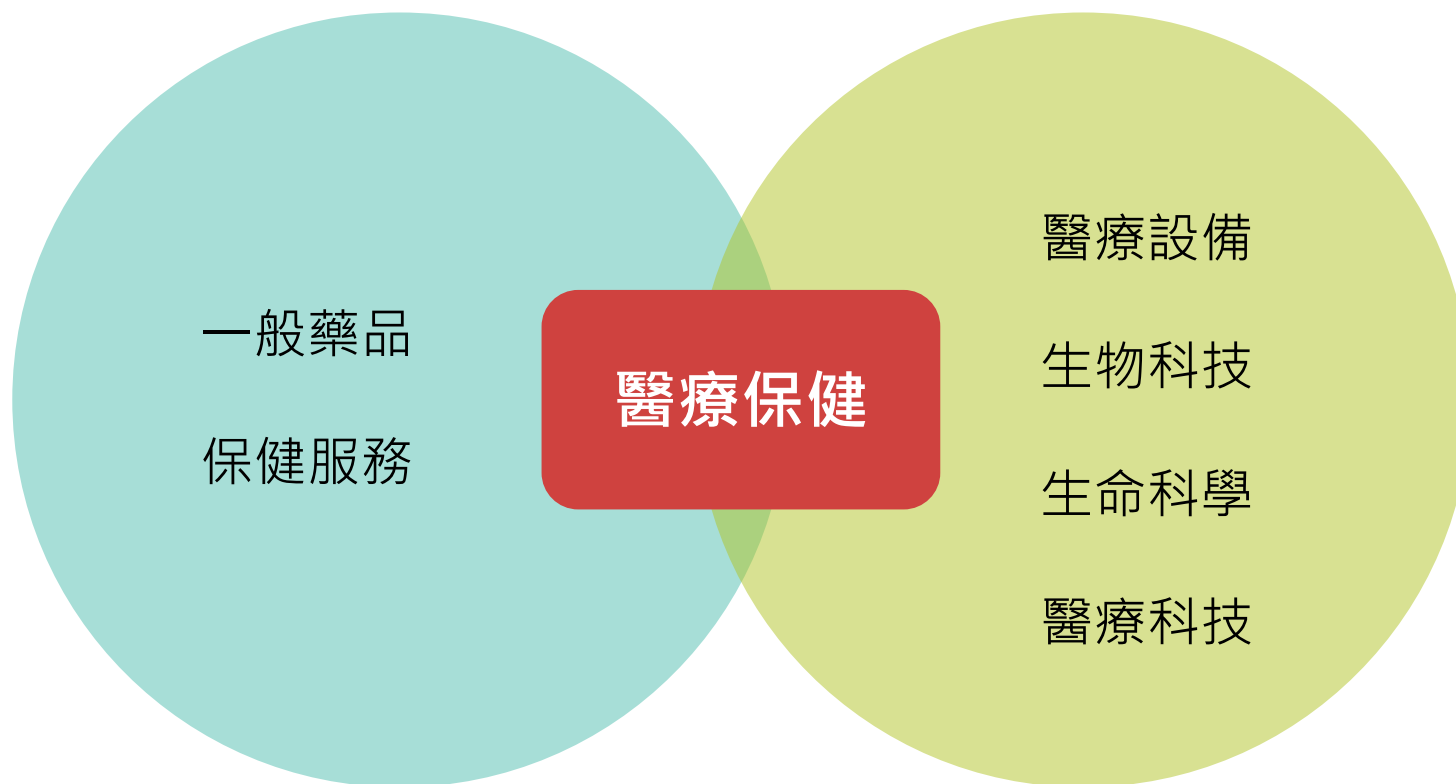 一般藥品
保健服務
醫療保健
醫療設備
生物科技
生命科學
醫療科技